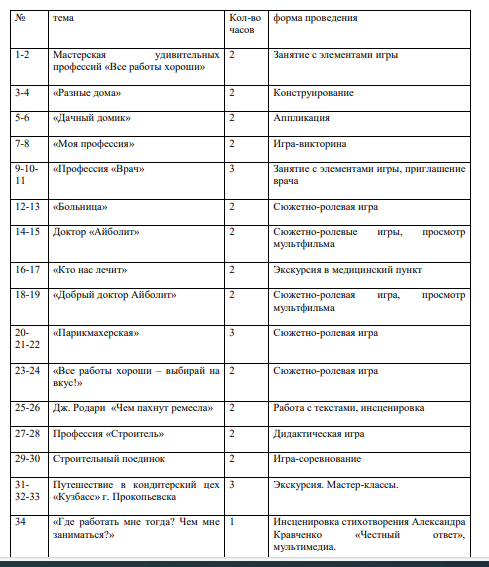 № тема Кол-во часов форма проведения
1-2 Мастерская удивительных профессий «Все работы хороши» 2 Занятие с элементами игры
3-4 «Разные дома» 2 Конструирование
5-6 «Дачный домик» 2 Аппликация
7-8 «Моя профессия» 2 Игра-викторина
9-10-11 «Профессия «Врач» 3 Занятие с элементами игры, приглашение врача
12-13 «Больница» 2 Сюжетно-ролевая игра
14-15 Доктор «Айболит» 2 Сюжетно-ролевые игры, просмотр мультфильма
16-17 «Кто нас лечит» 2 Экскурсия в медицинский пункт
18-19 «Добрый доктор Айболит» 2 Сюжетно-ролевая игра, просмотр мультфильма
20-21-22 «Парикмахерская» 3 Сюжетно-ролевая игра
23-24 «Все работы хороши – выбирай на вкус!» 2 Сюжетно-ролевая игра
25-26 Дж. Родари «Чем пахнут ремесла» 2 Работа с текстами, инсценировка
27-28 Профессия «Строитель» 2 Дидактическая игра
29-30 Строительный поединок 2 Игра-соревнование
31-32-33 Путешествие в кондитерский цех «Кузбасс» г. Прокопьевска 3 Экскурсия. Мастер-классы.
34 «Где работать мне тогда? Чем мне заниматься?» 1 Инсценировка стихотворения Александра Кравченко «Честный ответ», мультимедиа.